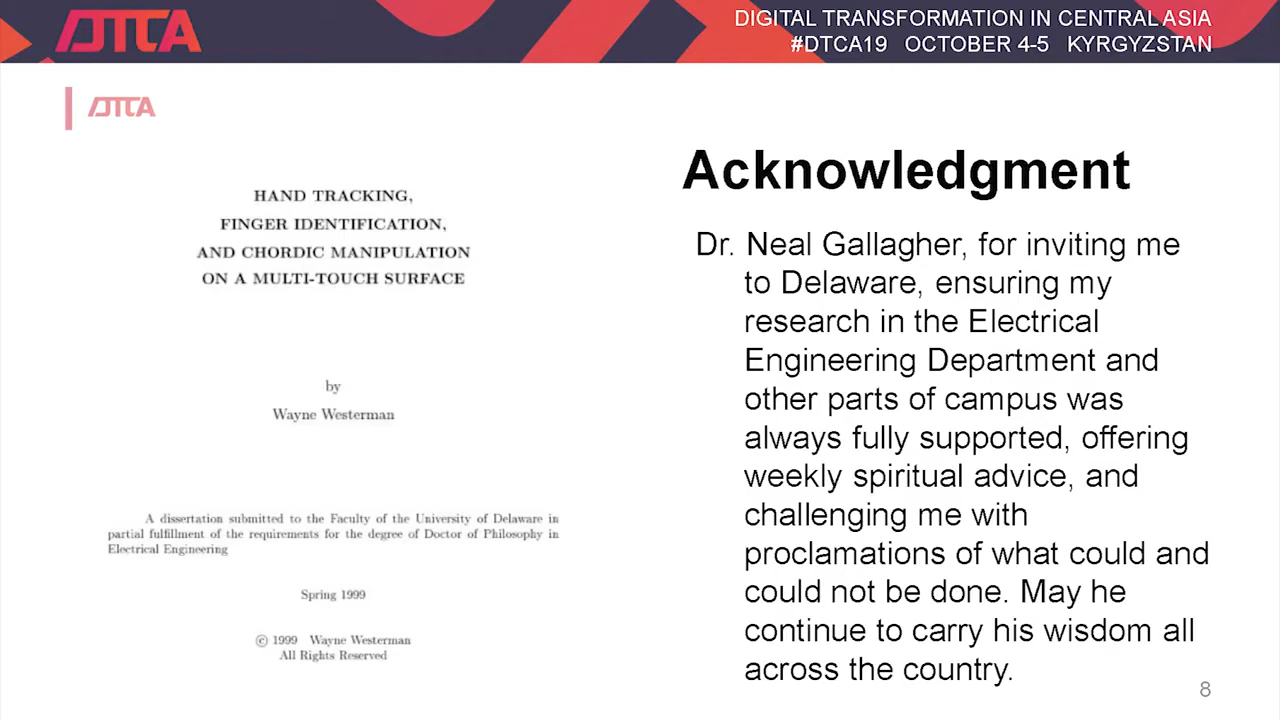 DTCA
DIGITAL TRANSFORMATION IN CENTRAL ASIA
#DTCA19 OCTOBER 4-5 KYRGYZSTAN
DTCA
HAND TRACKING,
FINGER IDENTIFICATION,
AND CHORDIC MANIPULATION
ON A MULTI-TOUCH SURFACE
by
Wayne Westerman
A dissertation submitted to the Faculty of the University of Delaware in
partial fulfillment of the requirements for the degree of Doctor of Philosophy in
Electrical Engineering
Spring 1999
© 1999 Wayne Westerman
All Rights Reserved
Acknowledgment
Dr. Neal Gallagher, for inviting me
to Delaware, ensuring my
research in the Electrical
Engineering Department and
other parts of campus was
always fully supported, offering
weekly spiritual advice, and
challenging me with
proclamations of what could and
could not be done. May he
continue to carry his wisdom all
across the country.
8